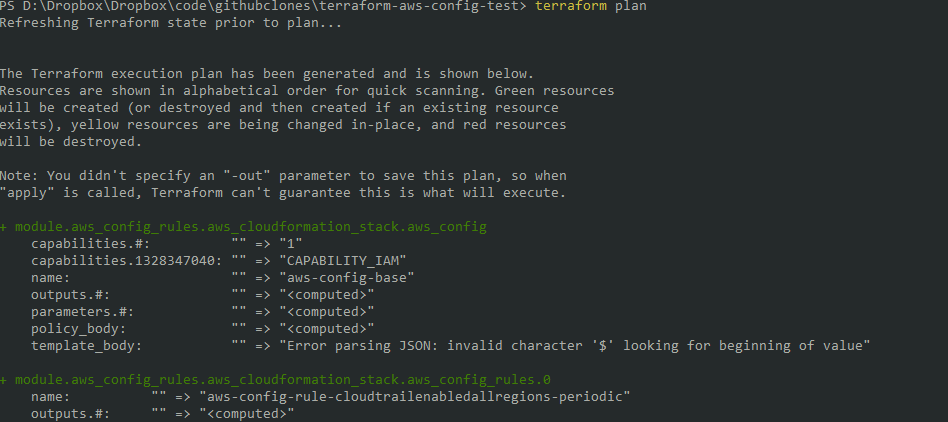 PS D:\Dropbox\Dropbox\code\githubclones\terraform-aws-config-test> terraform plan
Refreshing Terraform state prior to plan...
The Terraform execution plan has been generated and is shown below.
Resources are shown in alphabetical order for quick scanning. Green resources
will be created (or destroyed and then created if an existing resource
exists), yellow resources are being changed in-place, and red resources
will be destroyed.
Note: You didn't specify an "-out" parameter to save this plan, so when
"apply" is called, Terraform can't guarantee this is what will execute.
+ module.aws_config_rules.aws_cloudformation_stack.aws_config
capabilities.#: "" => "1"
capabilities.1328347040: "" => "CAPABILITY_IAM"
name: "" => "aws-config-base"
outputs.#: "" => "<computed>"
parameters.#: "" => "<computed>"
policy_body: "" => "<computed>"
template_body: "" => "Error parsing JSON: invalid character '$' looking for beginning of value"
+ module.aws_config_rules.aws_cloudformation_stack.aws_config_rules.0
name: "" => "aws-config-rule-cloudtrailenabledallregions-periodic"
outputs.#: "" => "<computed>"